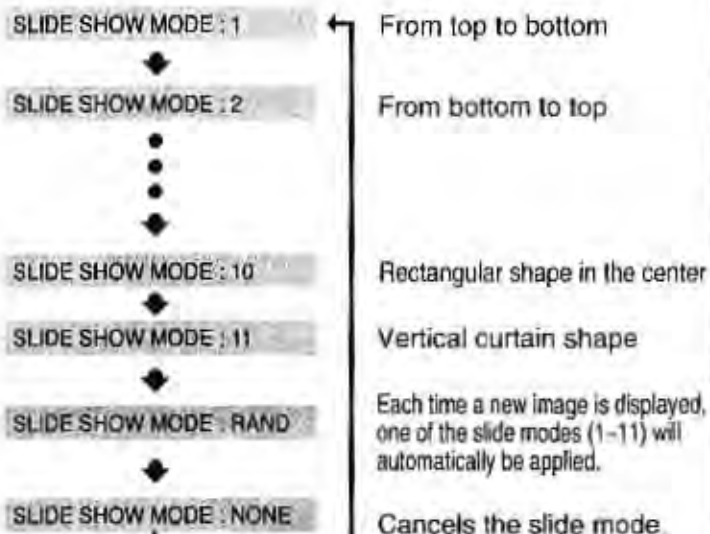 SLIDE SHOW MODE : 1 From top to bottom
SLIDE SHOW MODE : 2 From bottom to top
SLIDE SHOW MODE : 10 Rectangular shape in the center
SLIDE SHOW MODE : 11 Vertical curtain shape
SLIDE SHOW MODE : RAND
Each time a new image is displayed,
one of the slide modes (1–11) will
automatically be applied.
SLIDE SHOW MODE : NONE Cancels the slide mode.